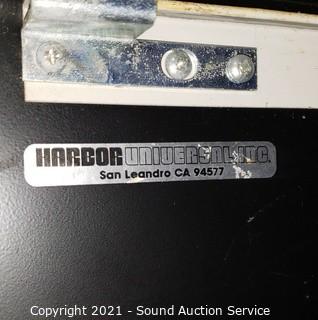 HARBOR UNIVERSAL INC.
San Leandro CA 94577
Copyright 2021 - Sound Auction Service